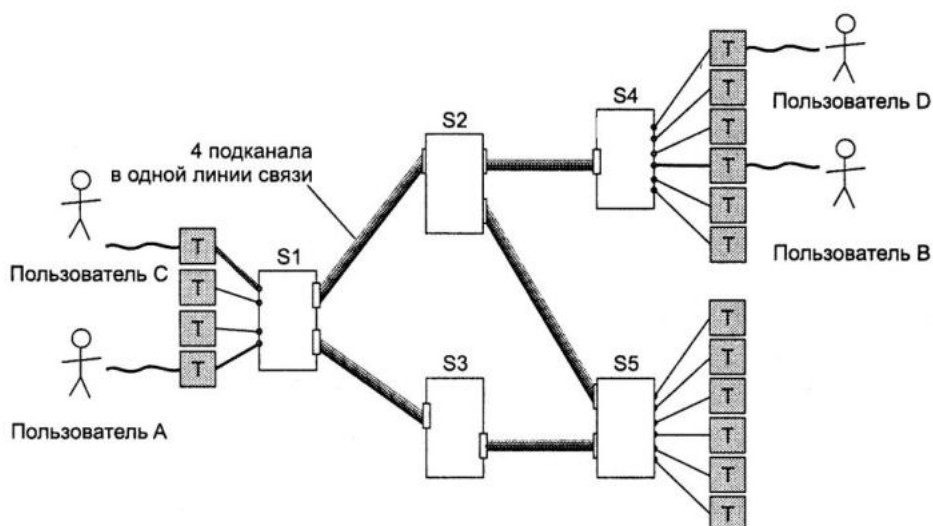 T
Пользователь D
S4
T
T
S2
T
4 подканала
в одной линии связи
T
T
T
Пользователь B
T
Пользователь C
S1
T
T
T
Пользователь A
S3
S5
T
T
T
T
T
T